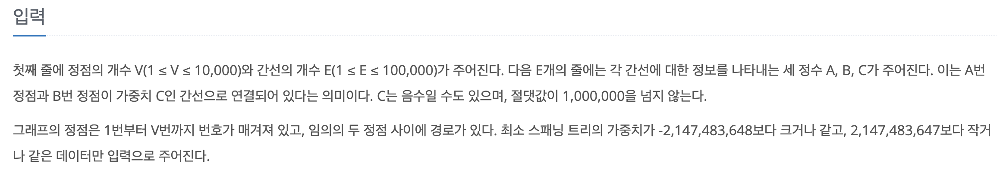 입력
첫째 줄에 정점의 개수 V(1 ≤ V ≤ 10,000)와 간선의 개수 E(1 ≤ E ≤ 100,000)가 주어진다. 다음 E개의 줄에는 각 간선에 대한 정보를 나타내는 세 정수 A, B, C가 주어진다. 이는 A번
정점과 B번 정점이 가중치 C인 간선으로 연결되어 있다는 의미이다. C는 음수일 수도 있으며, 절댓값이 1,000,000을 넘지 않는다.
그래프의 정점은 1번부터 V번까지 번호가 매겨져 있고, 임의의 두 정점 사이에 경로가 있다. 최소 스패닝 트리의 가중치가 -2,147,483,648보다 크거나 같고, 2,147,483,647보다 작거
나 같은 데이터만 입력으로 주어진다.